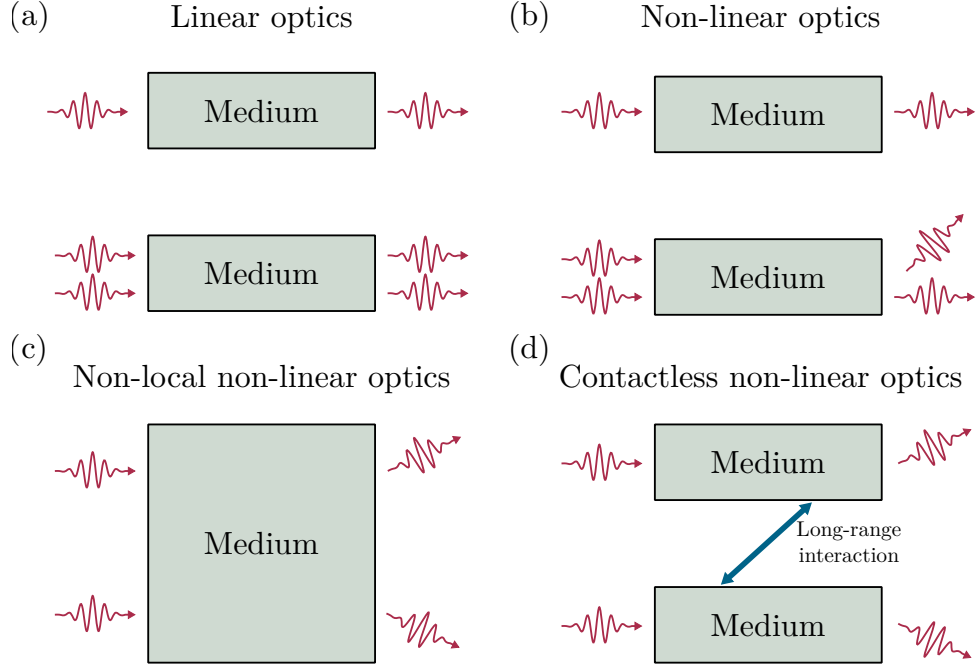 (a)
Linear optics
Medium
Medium
(b)
Non-linear optics
Medium
Medium
(c)
Non-local non-linear optics
Medium
(d)
Contactless non-linear optics
Medium
Long-range
interaction
Medium